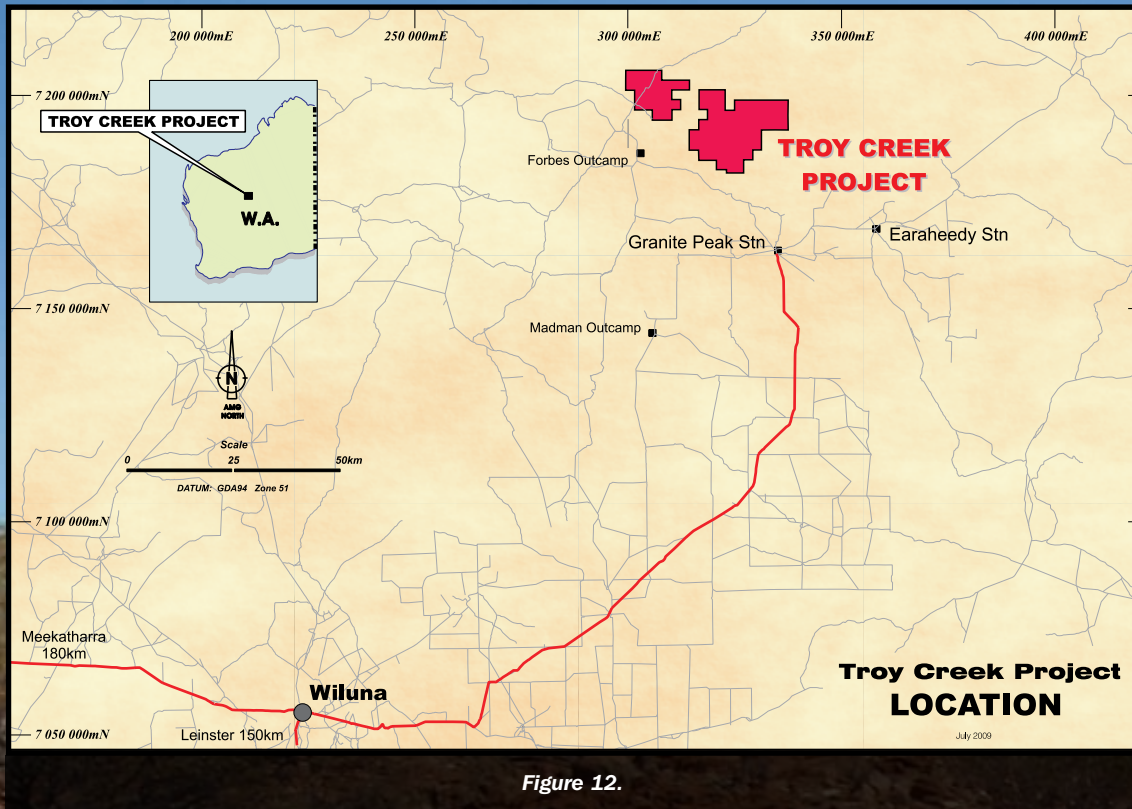 200 000mE
250 000mE
300 000mE
350 000mE
400 000mE
7 200 000mN
TROY CREEK PROJECT
W.A.
Forbes Outcamp
TROY CREEK
PROJECT
Granite Peak Stn
Earaheedy Stn
7 150 000mN
Madman Outcamp
N
AMG
NORTH
Scale
0 25 50km
DATUM: GDA94 Zone 51
7 100 000mN
Meekatharra
180km
Wiluna
Leinster 150km
7 050 000mN
Troy Creek Project
LOCATION
July 2009
Figure 12.